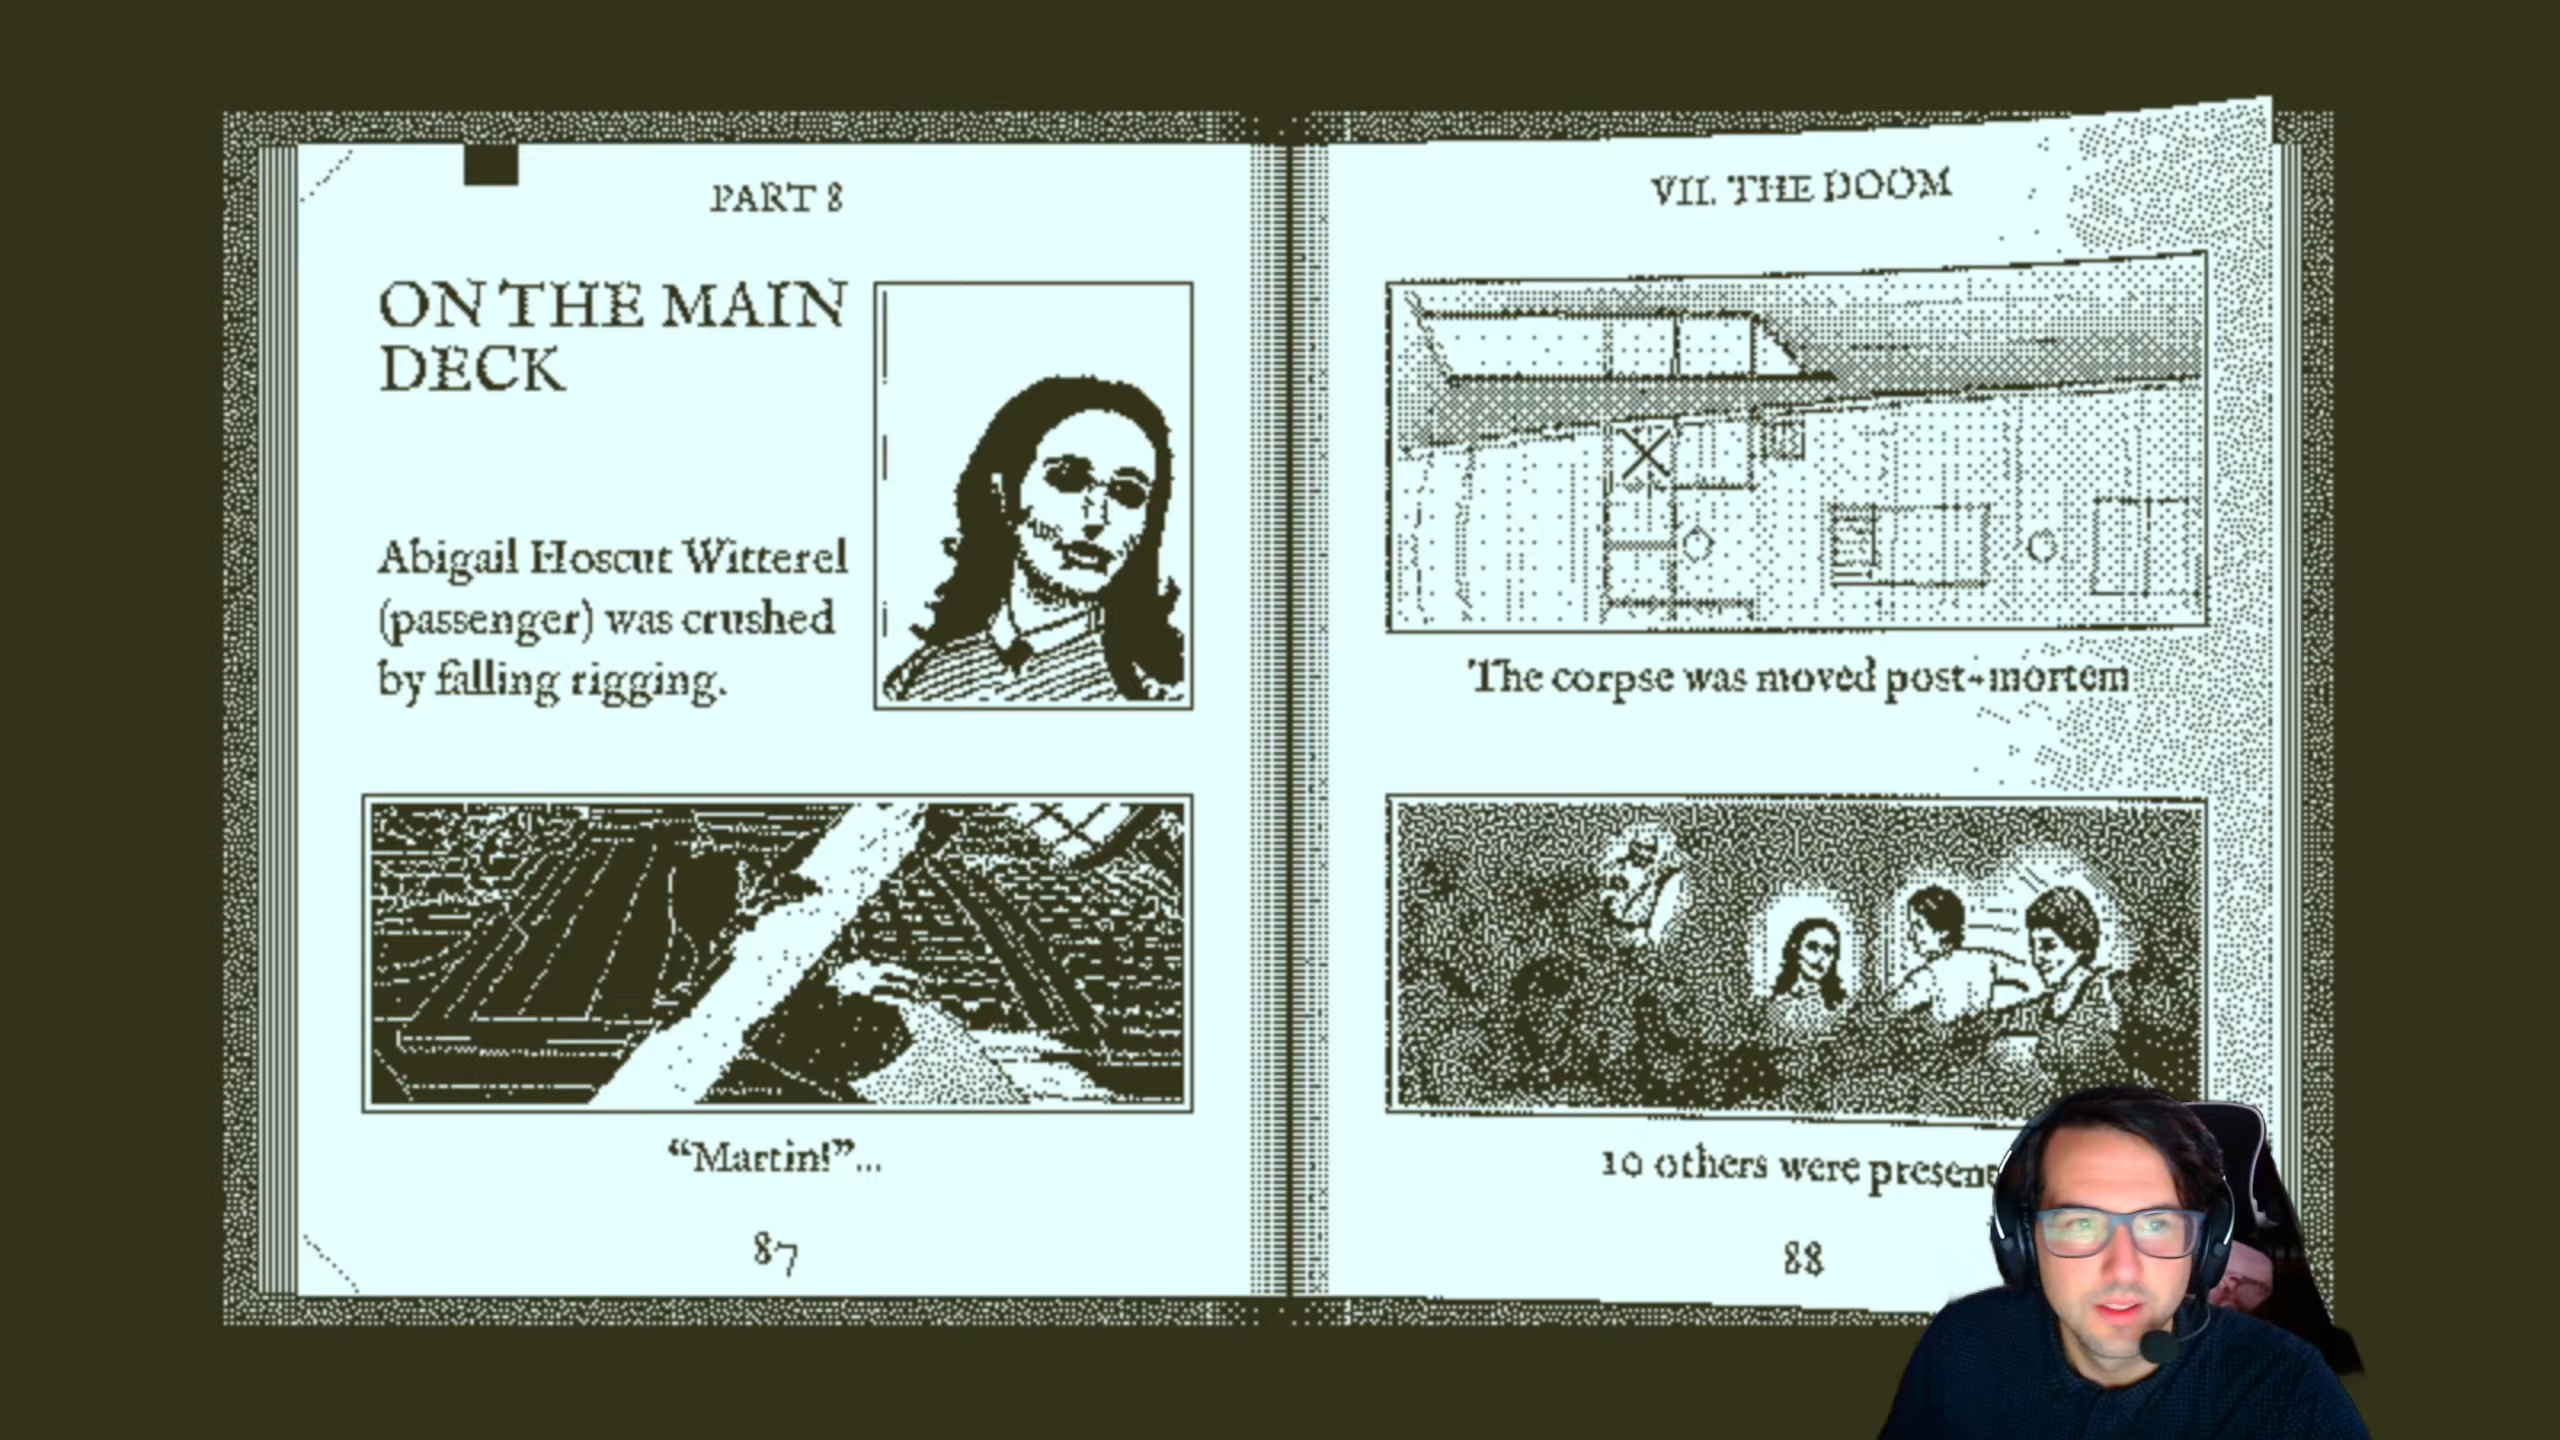 PART 8
ON THE MAIN
DECK
Abigail Hoscut Witterel
(passenger) was crushed
by falling rigging.
“Martin!”...
87
VII. THE DOOM
The corpse was moved post-mortem
10 others were present
88